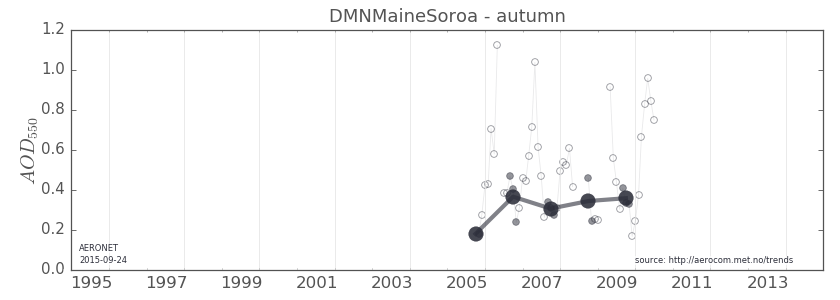 DMNMaineSoroa - autumn
1.2
1.0
0.8
0.6
0.4
0.2
0.0
AOD550
AERONET
2015-09-24
source: http://aerocom.met.no/trends
1995 1997 1999 2001 2003 2005 2007 2009 2011 2013